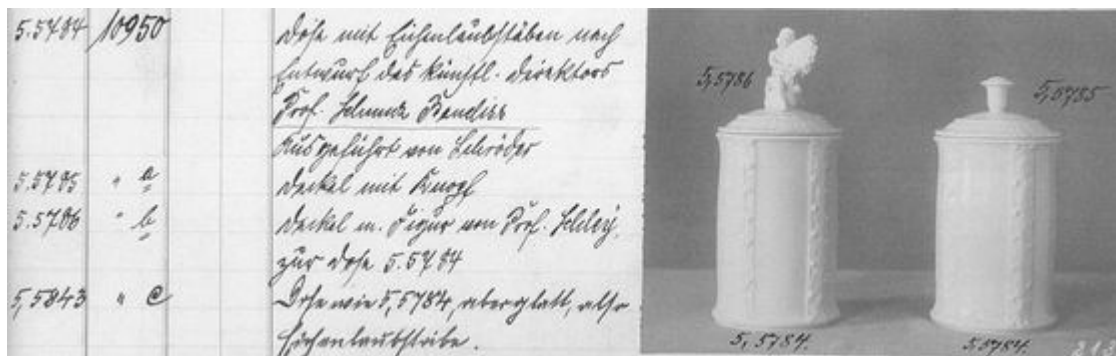 5.5784 10950 Dose mit Eichenlaubstäben nach
Entwurf des künstl. Direktors
Prof. Schmuz Baudiss
Ausgeführt von Schröder
5.5785 " a Deckel mit Knopf
5.5786 " b Deckel m. Figur von Prof. Schley,
zur Dose 5.5784
5,5843 " c Dose wie 5,5784, aber glatt, ohne
Eichenlaubstäbe.
5,5786
5,5785
5,5784.
5,5784.